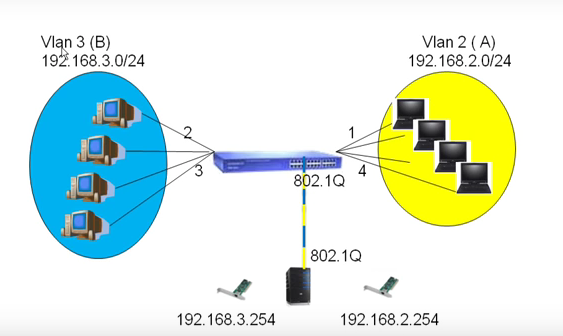 Vlan 3 (B)
192.168.3.0/24
Vlan 2 ( A)
192.168.2.0/24
2
3
1
4
802.1Q
802.1Q
192.168.3.254
192.168.2.254